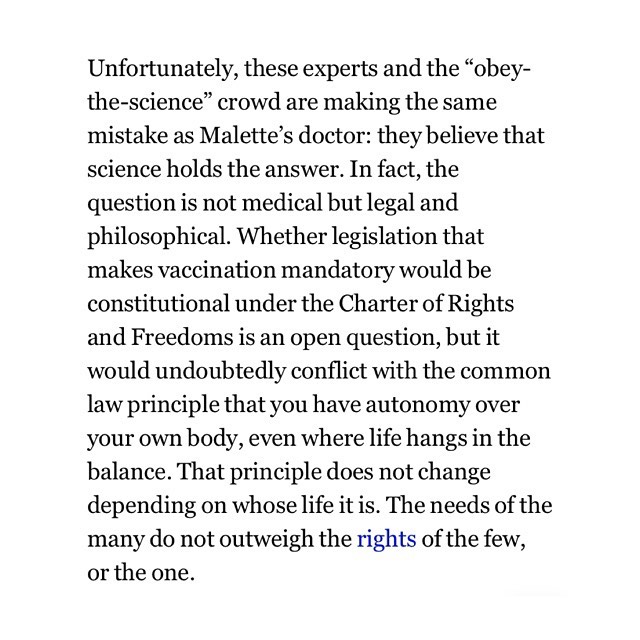 Unfortunately, these experts and the “obey-
the-science” crowd are making the same
mistake as Malette’s doctor: they believe that
science holds the answer. In fact, the
question is not medical but legal and
philosophical. Whether legislation that
makes vaccination mandatory would be
constitutional under the Charter of Rights
and Freedoms is an open question, but it
would undoubtedly conflict with the common
law principle that you have autonomy over
your own body, even where life hangs in the
balance. That principle does not change
depending on whose life it is. The needs of the
many do not outweigh the rights of the few,
or the one.